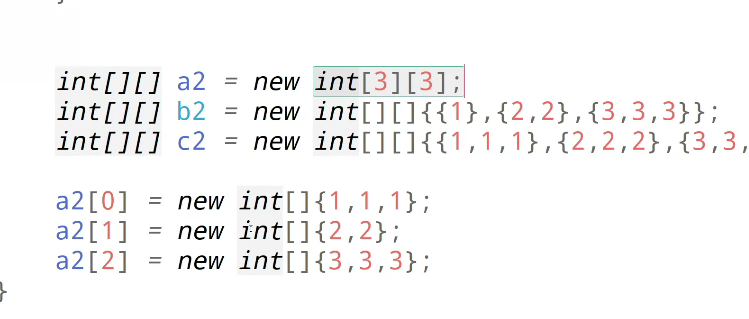 int[][] a2 = new int[3][3];
int[][] b2 = new int[][]{{1},{2,2},{3,3,3}};
int[][] c2 = new int[][]{{1,1,1},{2,2,2},{3,3,
a2[0] = new int[]{1,1,1};
a2[1] = new int[]{2,2};
a2[2] = new int[]{3,3,3};
}